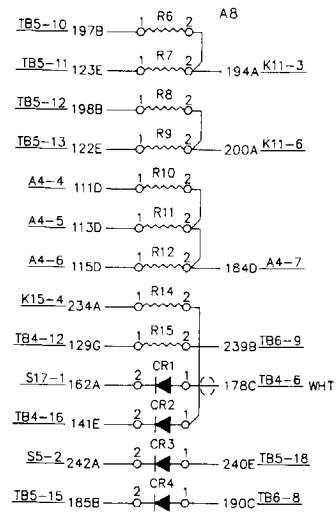 R6 A8
TB5-10 197B 1 2
R7
TB5-11 123E 1 2 194A K11-3
R8
TB5-12 198B 1 2
R9
TB5-13 122E 1 2 200A K11-6
R10
A4-4 111D 1 2
R11
A4-5 113D 1 2
R12
A4-6 115D 1 2 184D A4-7
R14
K15-4 234A 1 2
R15
TB4-12 129G 1 2 239B TB6-9
CR1
S17-1 162A 2 1 178C TB4-6 WHT
CR2
TB4-16 141E 2 1
CR3
S5-2 242A 2 1 240E TB5-18
CR4
TB5-15 185B 2 1 190C TB6-8